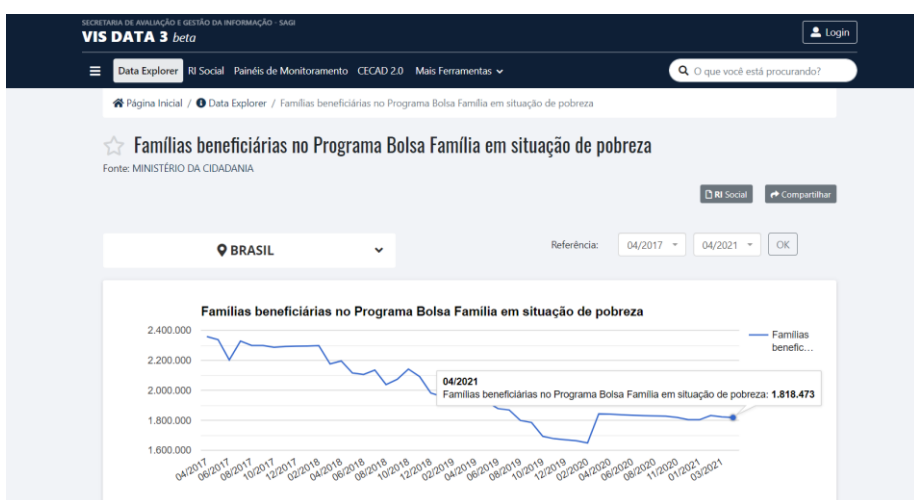 SECRETARIA DE AVALIAÇÃO E GESTÃO DA INFORMAÇÃO - SAGI
VIS DATA 3 beta
Login
Data Explorer RI Social Painéis de Monitoramento CECAD 2.0 Mais Ferramentas
O que você está procurando?
Página Inicial / Data Explorer / Famílias beneficiárias no Programa Bolsa Família em situação de pobreza
Famílias beneficiárias no Programa Bolsa Família em situação de pobreza
Fonte: MINISTÉRIO DA CIDADANIA
RI Social
Compartilhar
BRASIL
Referência: 04/2017 04/2021 OK
Famílias beneficiárias no Programa Bolsa Família em situação de pobreza
2.400.000
2.200.000
2.000.000
1.800.000
1.600.000
Famílias
benefic...
04/2021
Famílias beneficiárias no Programa Bolsa Família em situação de pobreza: 1.818.473
04/2017 06/2017 08/2017 10/2017 12/2017 02/2018 04/2018 06/2018 08/2018 10/2018 12/2018 02/2019 04/2019 06/2019 08/2019 10/2019 12/2019 02/2020 04/2020 06/2020 08/2020 11/2020 01/2021 03/2021